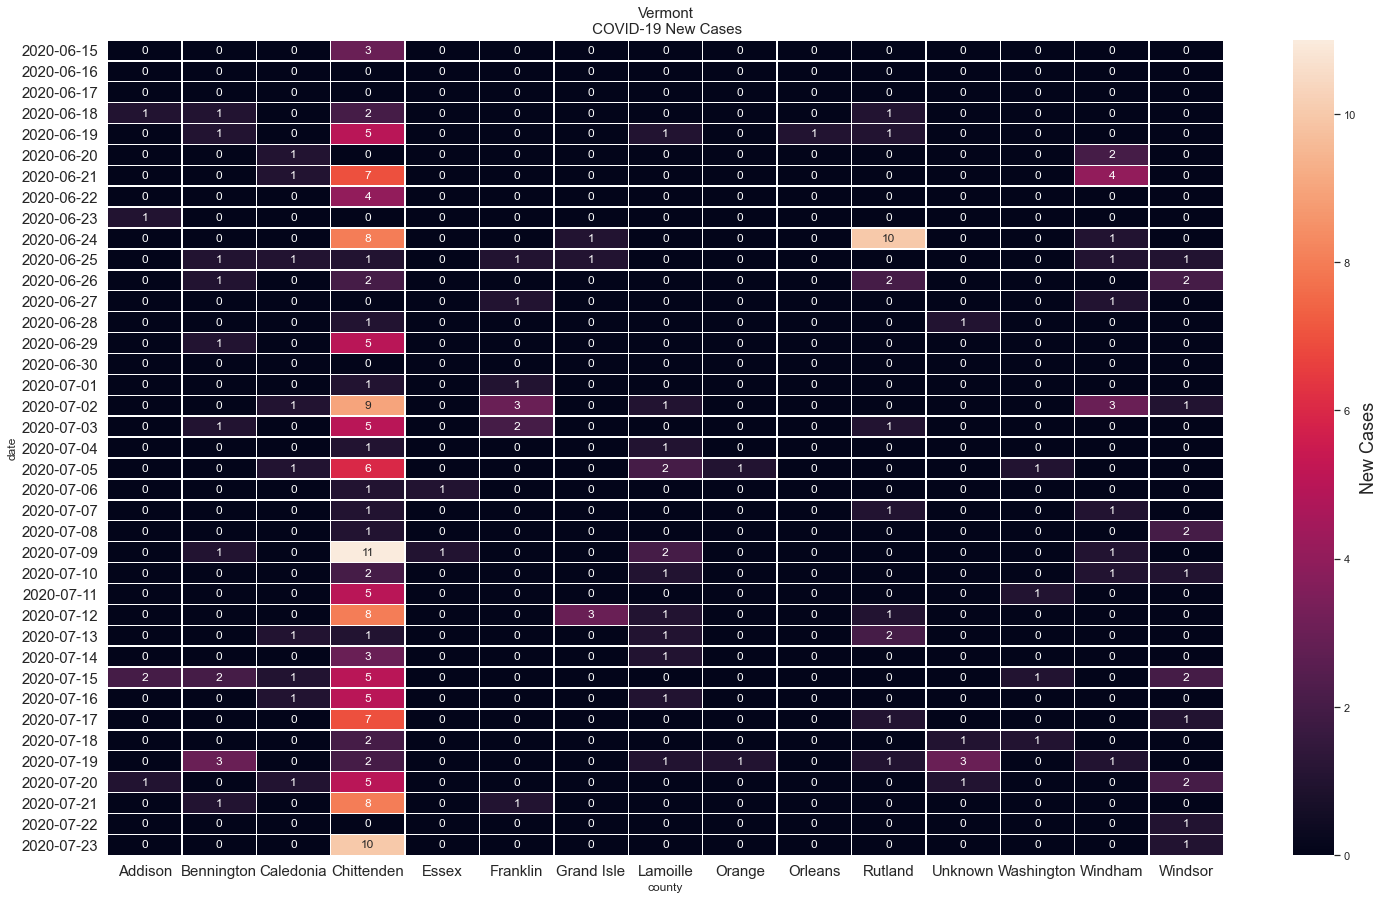 Vermont
COVID-19 New Cases
2020-06-15 0 0 0 3 0 0 0 0 0 0 0 0 0 0 0
2020-06-16 0 0 0 0 0 0 0 0 0 0 0 0 0 0 0
2020-06-17 0 0 0 0 0 0 0 0 0 0 0 0 0 0 0
2020-06-18 1 1 0 2 0 0 0 0 0 0 1 0 0 0 0
2020-06-19 0 1 0 5 0 0 0 1 0 1 1 0 0 0 0
2020-06-20 0 0 1 0 0 0 0 0 0 0 0 0 0 2 0
2020-06-21 0 0 1 7 0 0 0 0 0 0 0 0 0 4 0
2020-06-22 0 0 0 4 0 0 0 0 0 0 0 0 0 0 0
2020-06-23 1 0 0 0 0 0 0 0 0 0 0 0 0 0 0
2020-06-24 0 0 0 8 0 0 1 0 0 0 10 0 0 1 0
2020-06-25 0 1 1 1 0 1 1 0 0 0 0 0 0 1 1
2020-06-26 0 1 0 2 0 0 0 0 0 0 2 0 0 0 2
2020-06-27 0 0 0 0 0 1 0 0 0 0 0 0 0 1 0
2020-06-28 0 0 0 1 0 0 0 0 0 0 0 1 0 0 0
2020-06-29 0 1 0 5 0 0 0 0 0 0 0 0 0 0 0
2020-06-30 0 0 0 0 0 0 0 0 0 0 0 0 0 0 0
2020-07-01 0 0 0 1 0 1 0 0 0 0 0 0 0 0 0
2020-07-02 0 0 1 9 0 3 0 1 0 0 0 0 0 3 1
2020-07-03 0 1 0 5 0 2 0 0 0 0 1 0 0 0 0
2020-07-04 0 0 0 1 0 0 0 1 0 0 0 0 0 0 0
2020-07-05 0 0 1 6 0 0 0 2 1 0 0 0 1 0 0
2020-07-06 0 0 0 1 1 0 0 0 0 0 0 0 0 0 0
2020-07-07 0 0 0 1 0 0 0 0 0 0 1 0 0 1 0
2020-07-08 0 0 0 1 0 0 0 0 0 0 0 0 0 0 2
2020-07-09 0 1 0 11 1 0 0 2 0 0 0 0 0 1 0
2020-07-10 0 0 0 2 0 0 0 1 0 0 0 0 0 1 1
2020-07-11 0 0 0 5 0 0 0 0 0 0 0 0 1 0 0
2020-07-12 0 0 0 8 0 0 3 1 0 0 1 0 0 0 0
2020-07-13 0 0 1 1 0 0 0 1 0 0 2 0 0 0 0
2020-07-14 0 0 0 3 0 0 0 1 0 0 0 0 0 0 0
2020-07-15 2 2 1 5 0 0 0 0 0 0 0 0 1 0 2
2020-07-16 0 0 1 5 0 0 0 1 0 0 0 0 0 0 0
2020-07-17 0 0 0 7 0 0 0 0 0 0 1 0 0 0 1
2020-07-18 0 0 0 2 0 0 0 0 0 0 0 1 1 0 0
2020-07-19 0 3 0 2 0 0 0 1 1 0 1 3 0 1 0
2020-07-20 1 0 1 5 0 0 0 0 0 0 0 1 0 0 2
2020-07-21 0 1 0 8 0 1 0 0 0 0 0 0 0 0 0
2020-07-22 0 0 0 0 0 0 0 0 0 0 0 0 0 0 1
2020-07-23 0 0 0 10 0 0 0 0 0 0 0 0 0 0 1
Addison Bennington Caledonia Chittenden Essex Franklin Grand Isle Lamoille Orange Orleans Rutland Unknown Washington Windham Windsor
county
date
10
8
6
4
2
0
New Cases